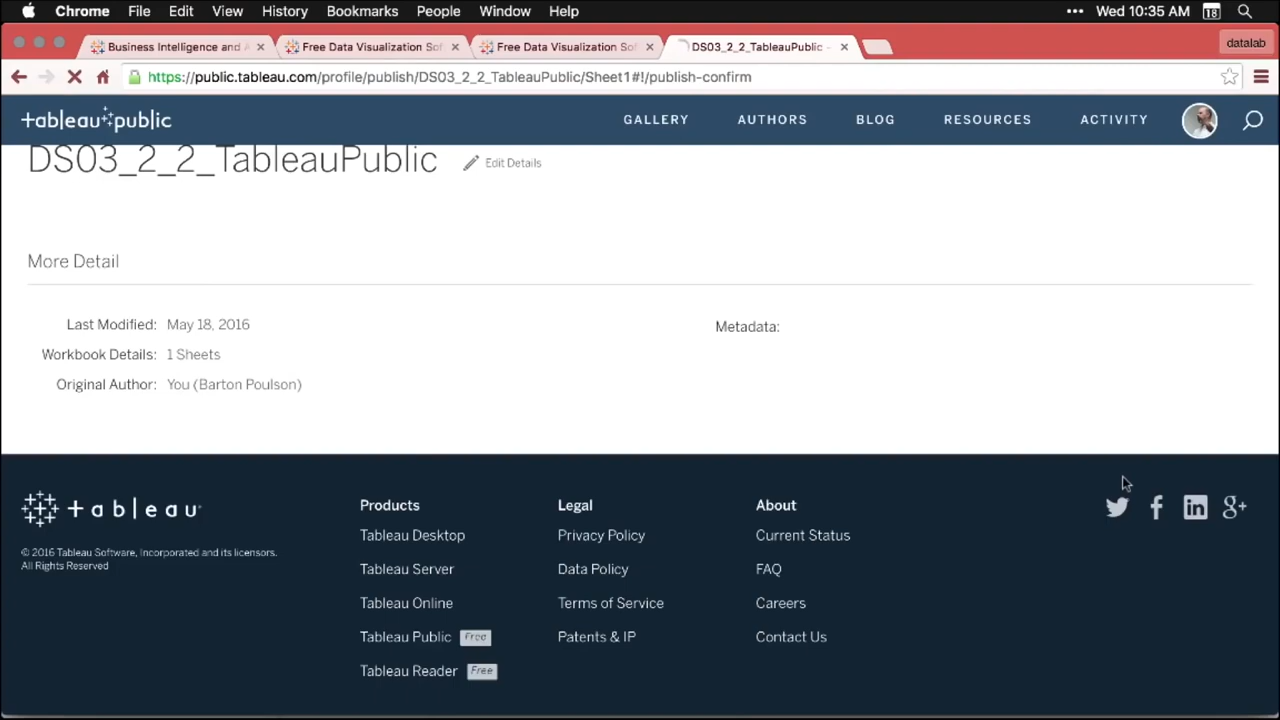 Chrome File Edit View History Bookmarks People Window Help ••• Wed 10:35 AM 18
Business Intelligence and A Free Data Visualization Sof Free Data Visualization Sof DS03_2_2_TableauPublic - datalab
https://public.tableau.com/profile/publish/DS03_2_2_TableauPublic/Sheet1#!/publish-confirm
+ableau public GALLERY AUTHORS BLOG RESOURCES ACTIVITY
DS03_2_2_TableauPublic Edit Details
More Detail
Last Modified: May 18, 2016 Metadata:
Workbook Details: 1 Sheets
Original Author: You (Barton Poulson)
+ a b | e a u
© 2016 Tableau Software, Incorporated and its licensors.
All Rights Reserved
Products
Tableau Desktop
Tableau Server
Tableau Online
Tableau Public Free
Tableau Reader Free
Legal
Privacy Policy
Data Policy
Terms of Service
Patents & IP
About
Current Status
FAQ
Careers
Contact Us
f in g+